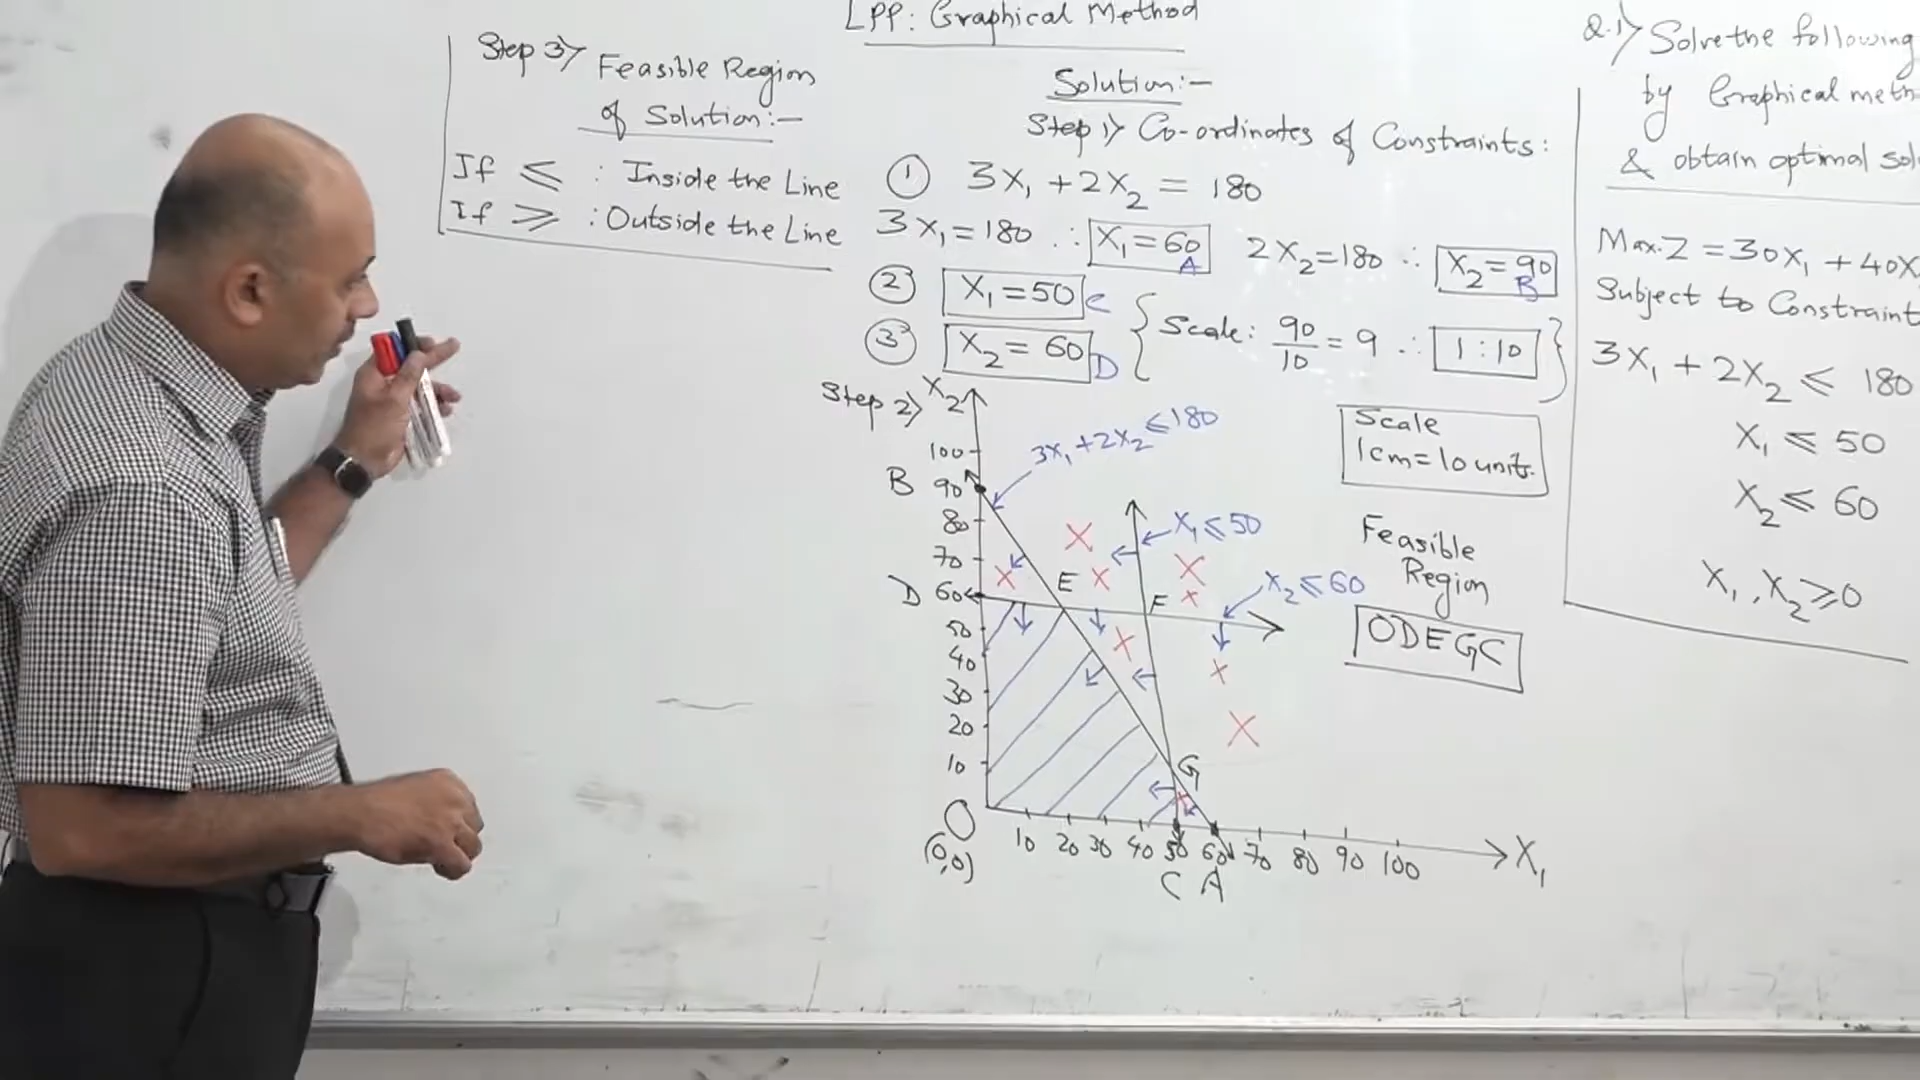 LPP: Graphical Method
Step 3) Feasible Region
of Solution:-
If ≤ : Inside the Line
If ≥ : Outside the Line
Solution:-
Step 1) Co-ordinates of Constraints:
① 3X₁ + 2X₂ = 180
3X₁ = 180 ∴ X₁ = 60 A 2X₂ = 180 ∴ X₂ = 90 B
② X₁ = 50 C
③ X₂ = 60 D
Scale: 90/10 = 9 ∴ 1 : 10
Step 2)
X₂
100
B 90
80
70
D 60
50
40
30
20
10
O
(0,0)
10 20 30 40 50 60 70 80 90 100 X₁
C A
3X₁ + 2X₂ ≤ 180
X₁ ≤ 50
X₂ ≤ 60
E
F
G
Scale
1cm = 10 units.
Feasible
Region
ODEGC
Q.1) Solve the following
by Graphical
& obtain optimal
Max. Z = 30X₁ + 40X
Subject to
3X₁ + 2X₂ ≤ 180
X₁ ≤ 50
X₂ ≤ 60
X₁, X₂ ≥ 0